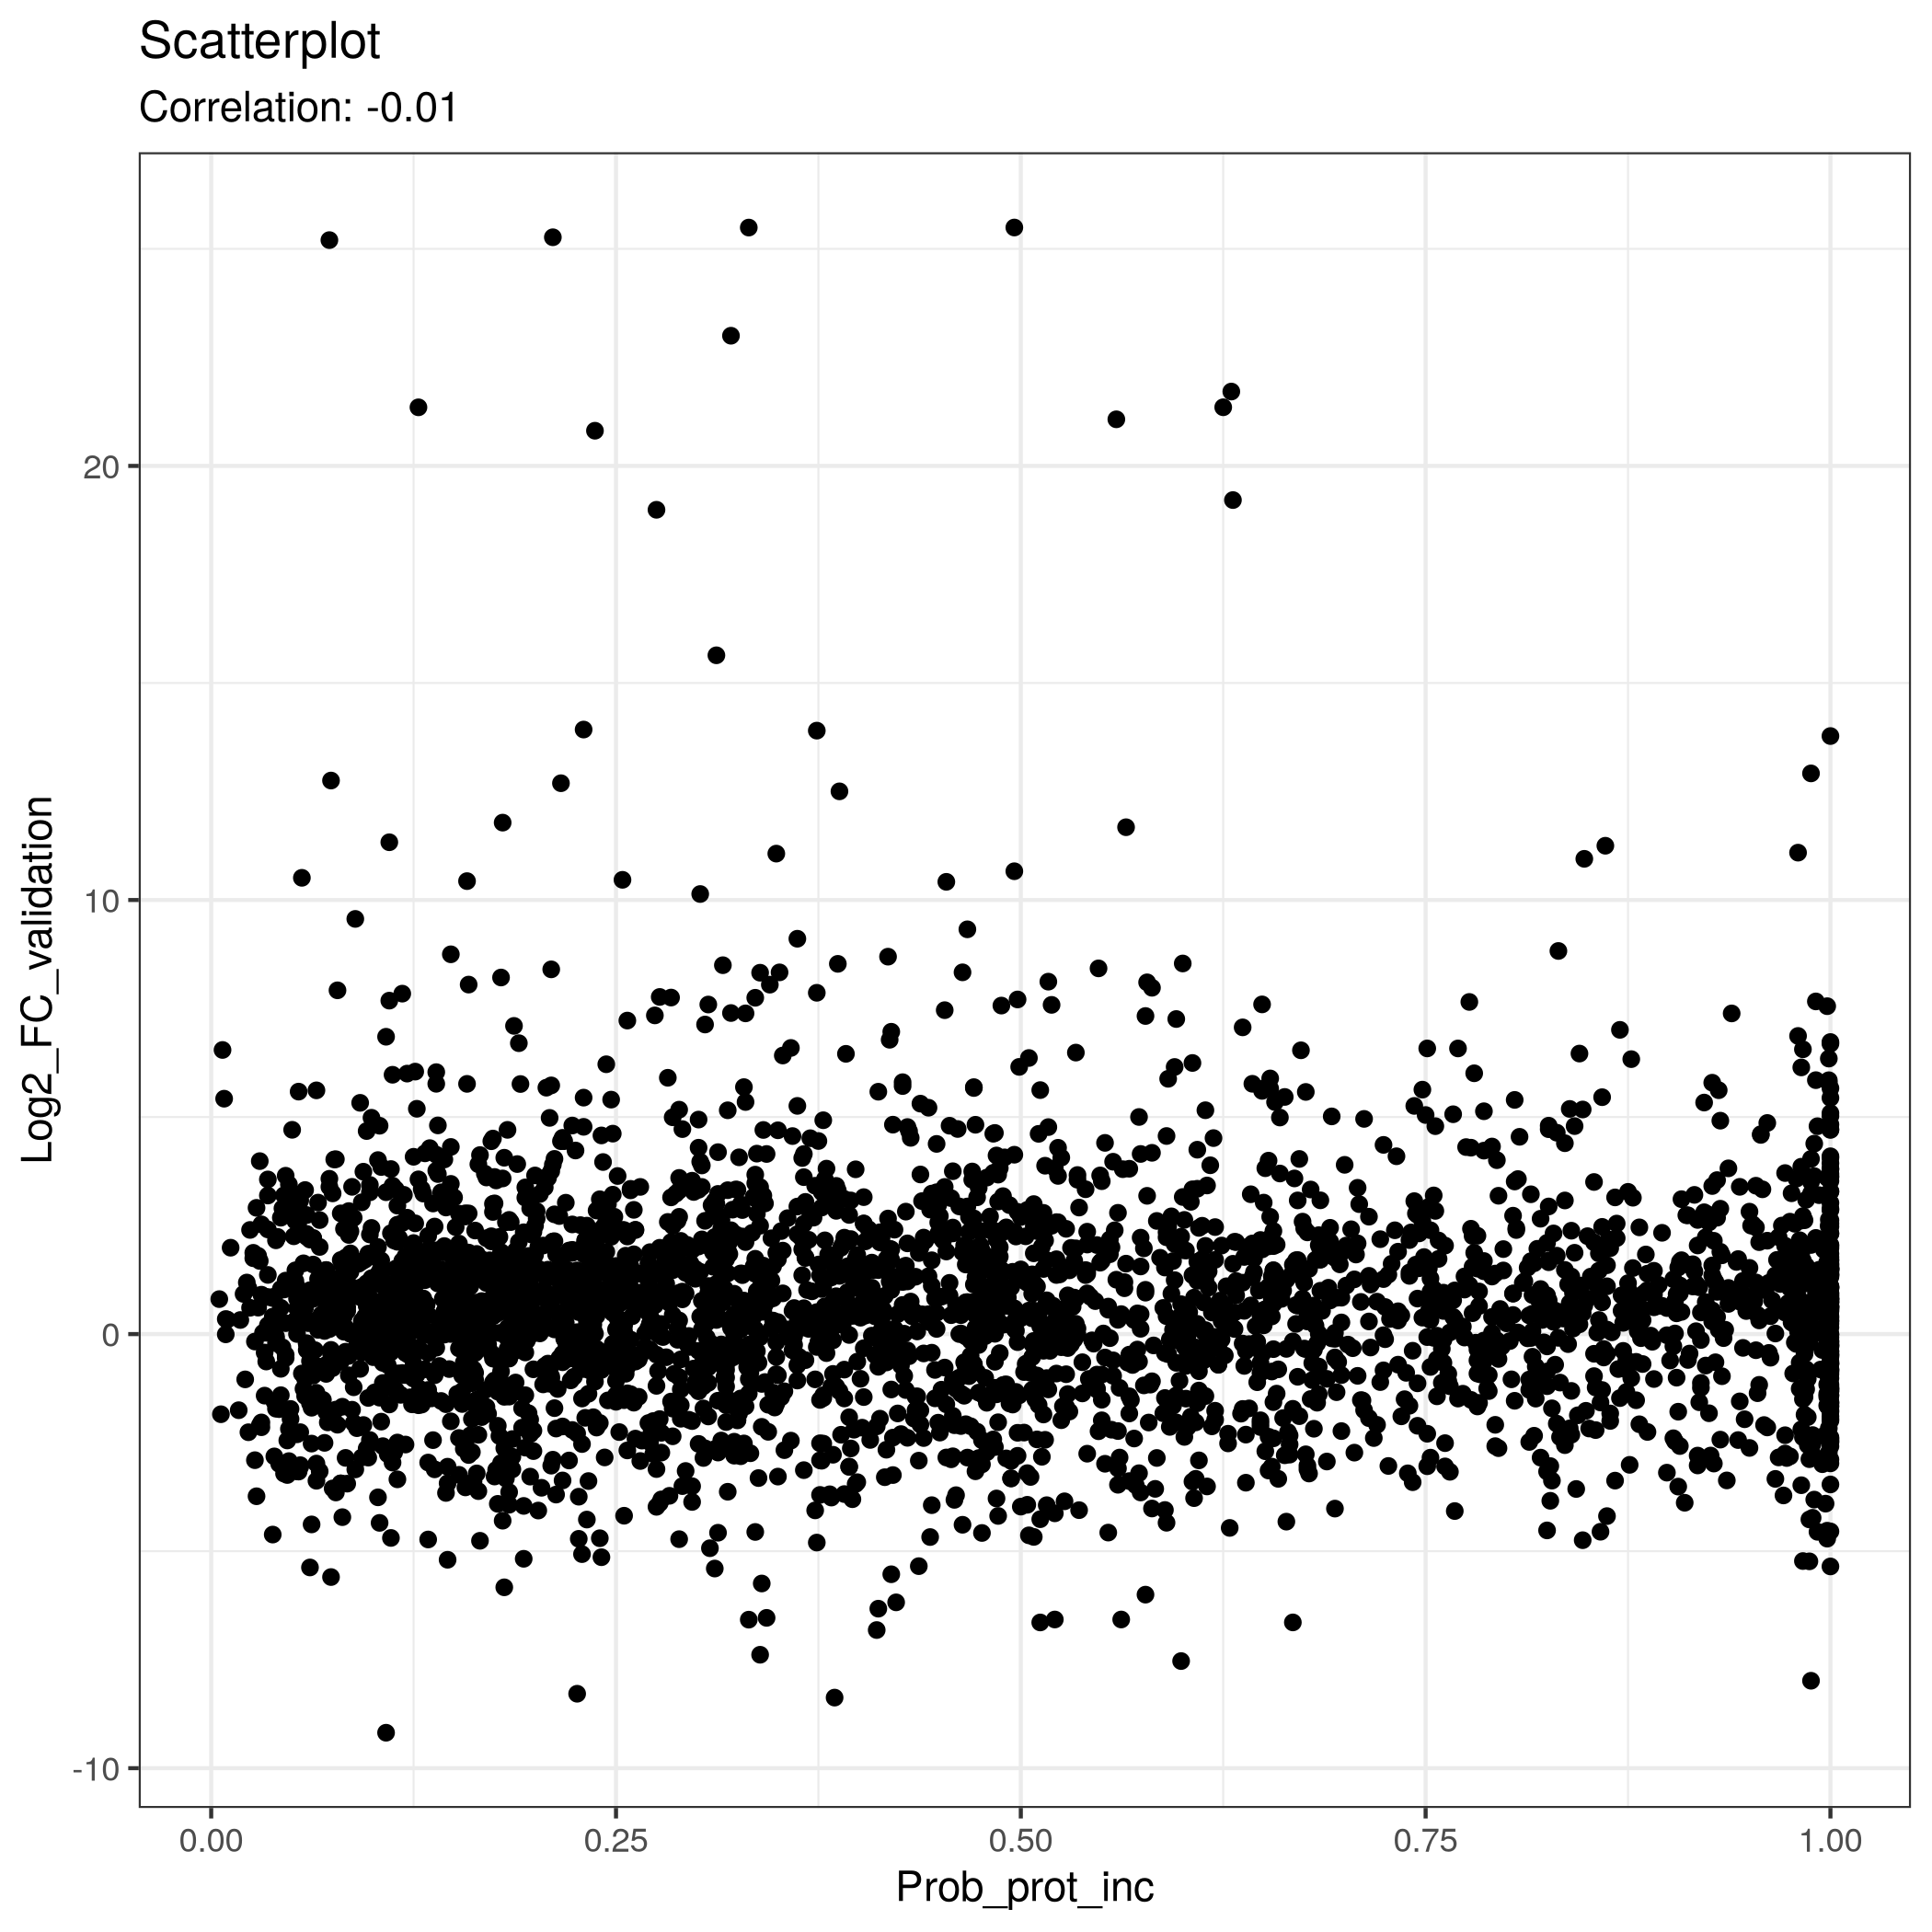 Scatterplot
Correlation: -0.01
Log2_FC_validation
20
10
0
-10
0.00 0.25 0.50 0.75 1.00
Prob_prot_inc